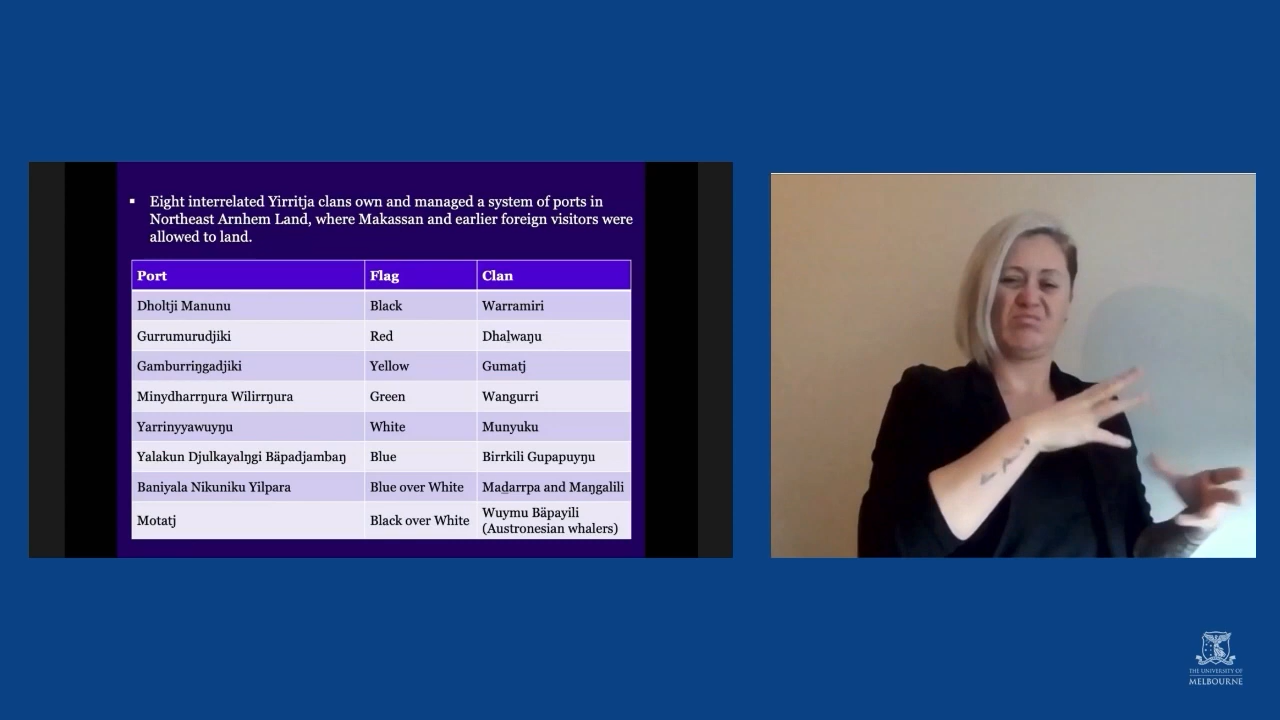 ▪ Eight interrelated Yirritja clans own and managed a system of ports in
Northeast Arnhem Land, where Makassan and earlier foreign visitors were
allowed to land.
Port Flag Clan
Dholtji Manunu Black Warramiri
Gurrumurudjiki Red Dhaḻwaŋu
Gamburriŋgadjiki Yellow Gumatj
Minydharrŋura Wilirrŋura Green Wangurri
Yarrinyyawuyŋu White Munyuku
Yalakun Djulkayalŋgi Bäpadjambaŋ Blue Birrkili Gupapuyŋu
Baniyala Nikuniku Yilpara Blue over White Maḏarrpa and Maŋgalili
Motatj Black over White Wuymu Bäpayili
(Austronesian whalers)
THE UNIVERSITY OF
MELBOURNE